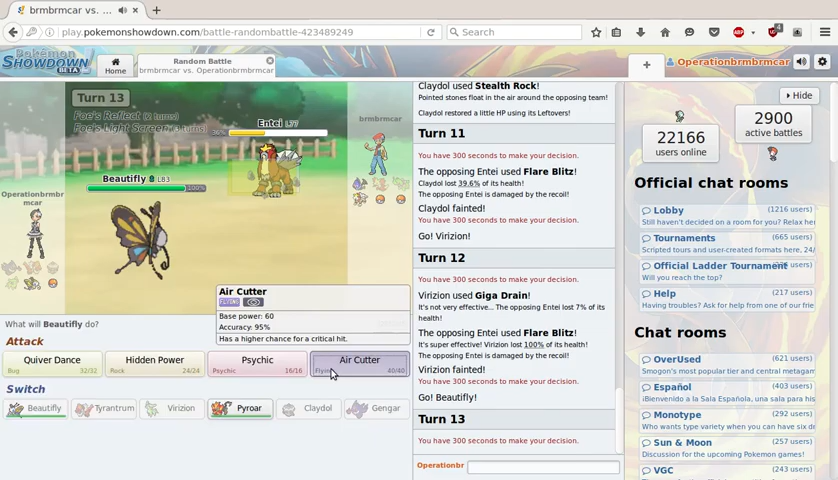 brmbrmcar vs. ...
play.pokemonshowdown.com/battle-randombattle-423489249
Search
Pokémon
SHOWDOWN
BETA
Home
Random Battle
brmbrmcar vs. Operationbrmbrmcar
Operationbrmbrmcar
Turn 13
Foe's Reflect (2 turns)
Foe's Light Screen
Entei L77
36%
brmbrmcar
Beautifly L83
100%
Operationbrmbr
mcar
Air Cutter
FLYING
Base power: 60
Accuracy: 95%
Has a higher chance for a critical hit.
What will Beautifly do?
Attack
Quiver Dance
Bug 32/32
Hidden Power
Rock 24/24
Psychic
Psychic 16/16
Air Cutter
Flying 40/40
Switch
Beautifly
Tyrantrum
Virizion
Pyroar
Claydol
Gengar
Claydol used Stealth Rock!
Pointed stones float in the air around the opposing team!
Claydol restored a little HP using its Leftovers!
Turn 11
You have 300 seconds to make your decision.
The opposing Entei used Flare Blitz!
Claydol lost 39.6% of its health!
The opposing Entei is damaged by the recoil!
Claydol fainted!
You have 300 seconds to make your decision.
Go! Virizion!
Turn 12
You have 300 seconds to make your decision.
Virizion used Giga Drain!
It's not very effective... The opposing Entei lost 7% of its
health!
The opposing Entei used Flare Blitz!
It's super effective! Virizion lost 100% of its health!
The opposing Entei is damaged by the recoil!
Virizion fainted!
You have 300 seconds to make your decision.
Go! Beautifly!
Turn 13
You have 300 seconds to make your decision.
Operationbr
Hide
22166
users online
2900
active battles
Official chat rooms
Lobby (1216 users)
Still haven't decided on a room for you? Relax he
Tournaments (665 users)
Scripted tours and user-created formats here, 24/
Official Ladder Tournament
Will you reach the top?
Help (217 users)
Having troubles? Ask for help from one of our frie
Chat rooms
OverUsed (621 users)
Smogon's most popular tier and central metagam
Español (403 users)
¡Bienvenido a la Sala Española, una sala para his
Monotype (292 users)
Who wants type variety when you can have six dr
Sun & Moon (257 users)
Discussion for the upcoming Pokemon games!
VGC (243 users)